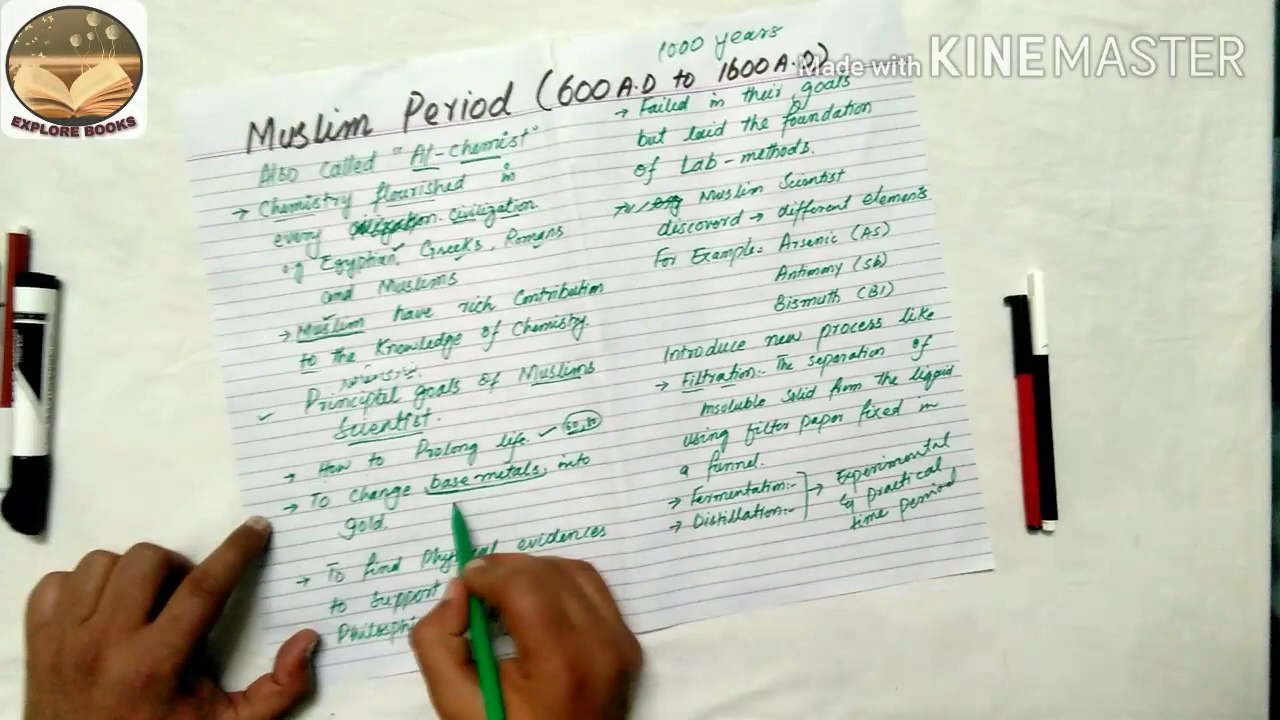 EXPLORE BOOKS
Made with KINEMASTER
1000 years
Muslim Period (600 A.D to 1600 A.D)
Also called "Al-chemist"
→ Chemistry flourished in
every civilization
e.g Egyptian, Greeks, Romans
and Muslims
→ Muslim have rich contribution
to the knowledge of Chemistry.
Principtal goals of Muslims
Scientist.
→ How to Prolong life.
→ To change base metals, into
gold.
→ To find Physical evidences
to support
→ Failed in their goals
but laid the foundation
of Lab-methods.
Muslim Scientist
discoverd → different elements
For Example:- Arsenic (AS)
Antimony (Sb)
Bismuth (BI)
Introduce new process like
→ Filtration:- The separation of
insoluble solid from the liquid
using filter paper fixed in
a funnel.
→ Fermentation:-
→ Distillation:-
→ Experimental
& practical
time period